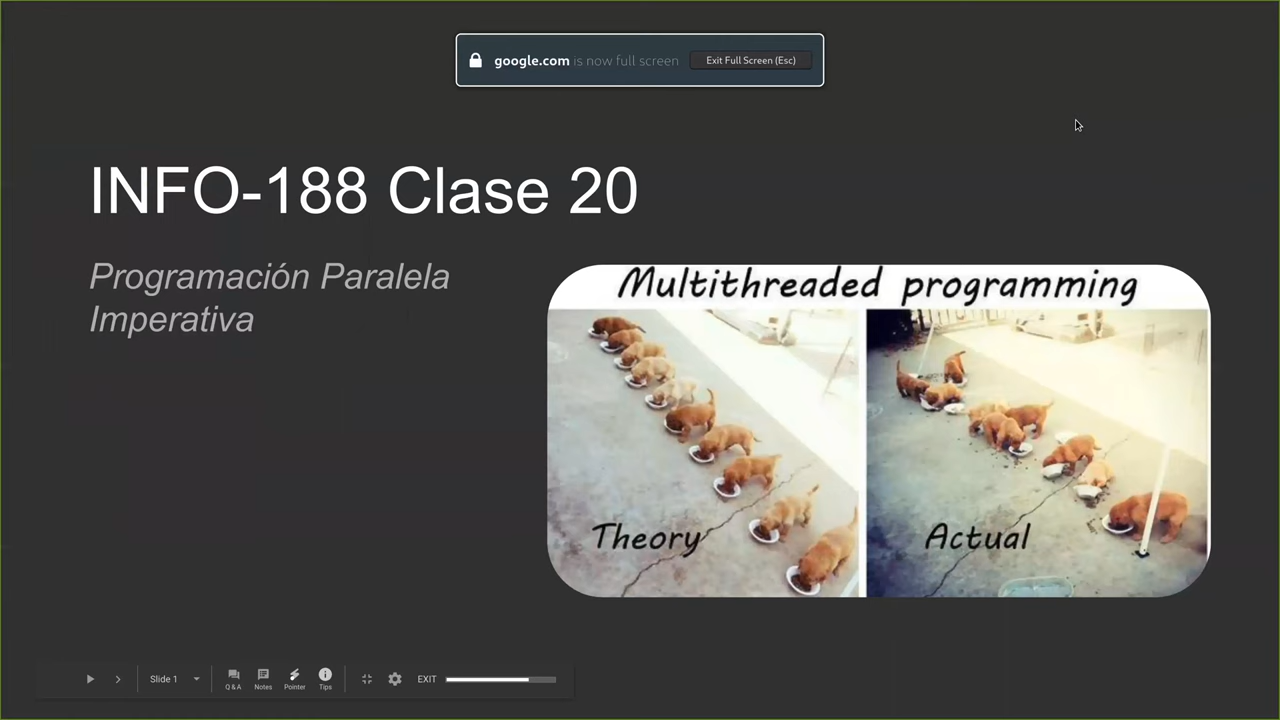 google.com is now full screen Exit Full Screen (Esc)
INFO-188 Clase 20
Programación Paralela
Imperativa
Multithreaded programming
Theory
Actual
Slide 1
Q & A
Notes
Pointer
Tips
EXIT